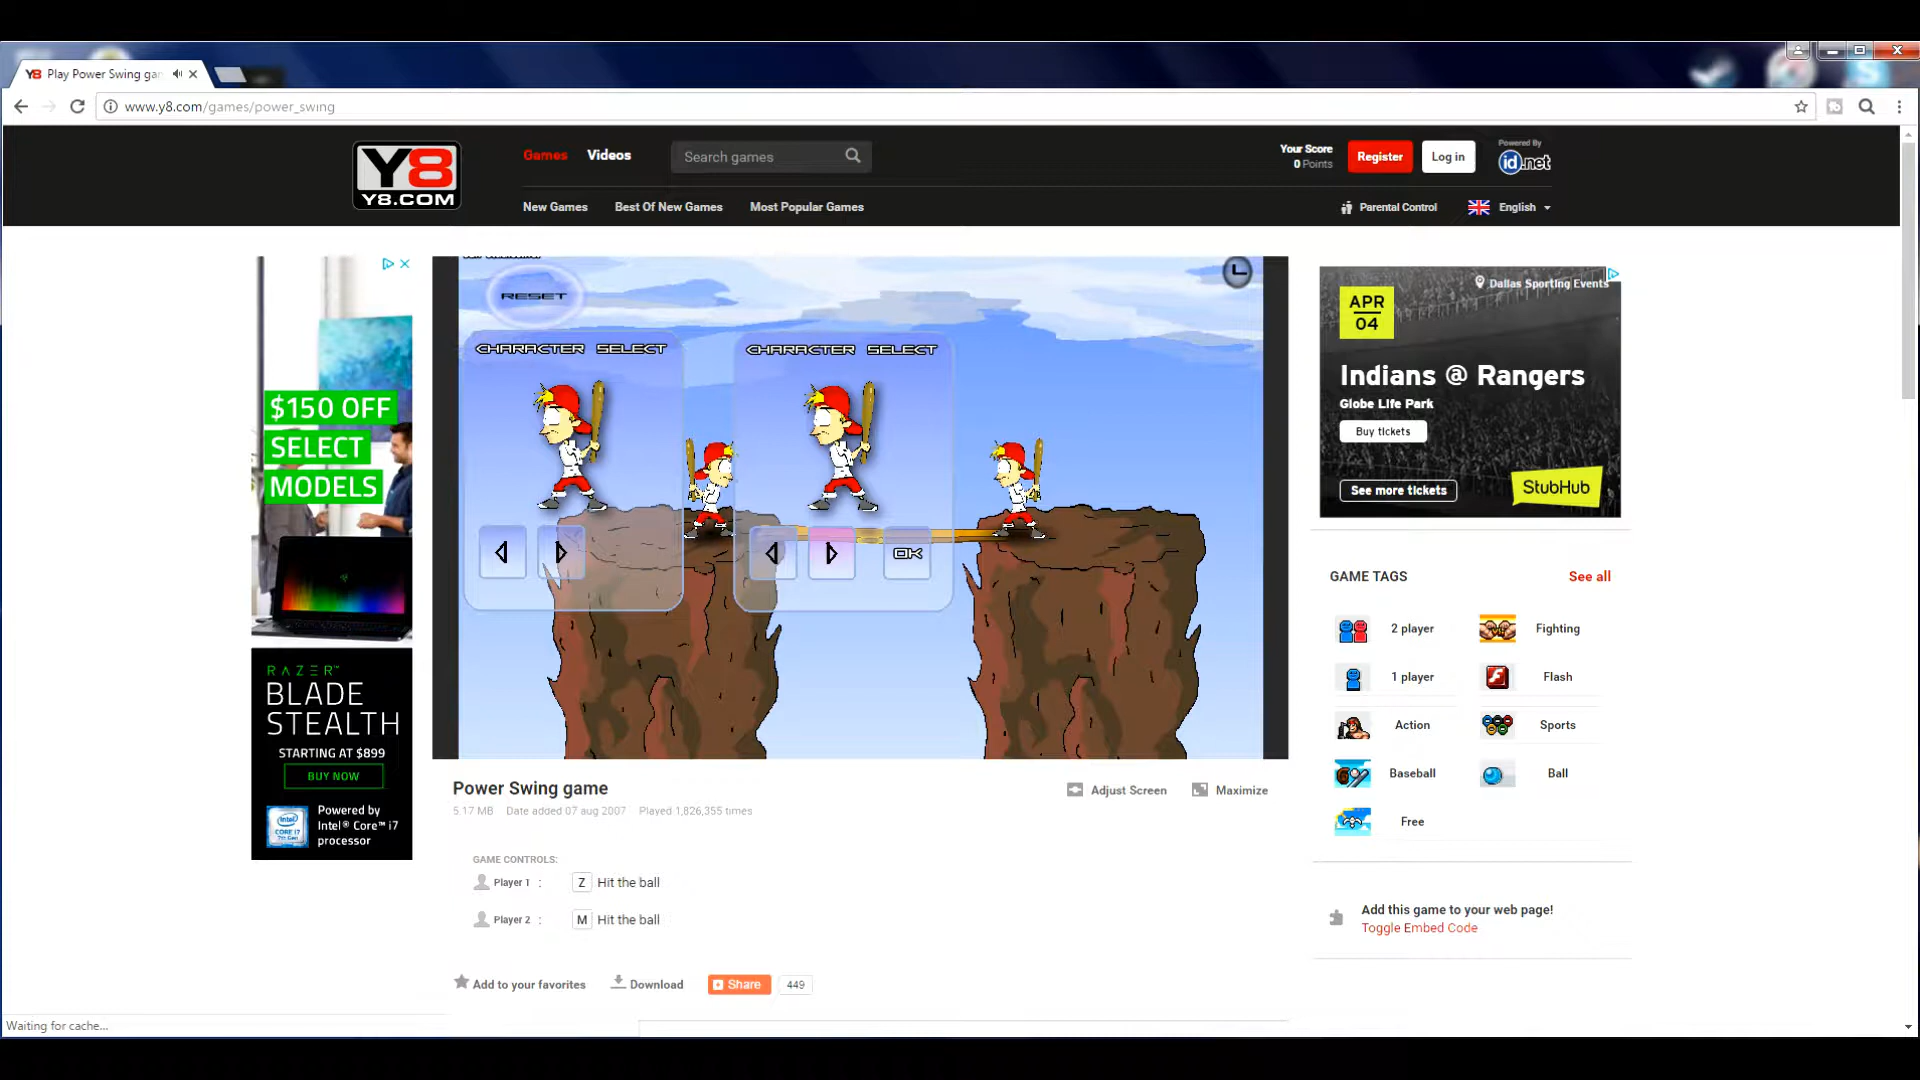 Y8 Play Power Swing gam
www.y8.com/games/power_swing
Y8
Y8.COM
Games
Videos
Search games
Your Score
0 Points
Register
Log in
Powered By
id.net
New Games
Best Of New Games
Most Popular Games
Parental Control
English
$150 OFF
SELECT
MODELS
RAZER™
BLADE
STEALTH
STARTING AT $899
BUY NOW
intel
CORE i7
Powered by
Intel® Core™ i7
processor
RESET
CHARACTER SELECT
CHARACTER SELECT
OK
APR
04
Dallas Sporting Events
Indians @ Rangers
Globe Life Park
Buy tickets
See more tickets
StubHub
GAME TAGS
See all
2 player
Fighting
1 player
Flash
Action
Sports
Baseball
Ball
Free
Power Swing game
5.17 MB
Date added 07 aug 2007
Played 1,826,355 times
Adjust Screen
Maximize
GAME CONTROLS:
Player 1 :
Z Hit the ball
Player 2 :
M Hit the ball
Add this game to your web page!
Toggle Embed Code
Add to your favorites
Download
Share
449
Waiting for cache...